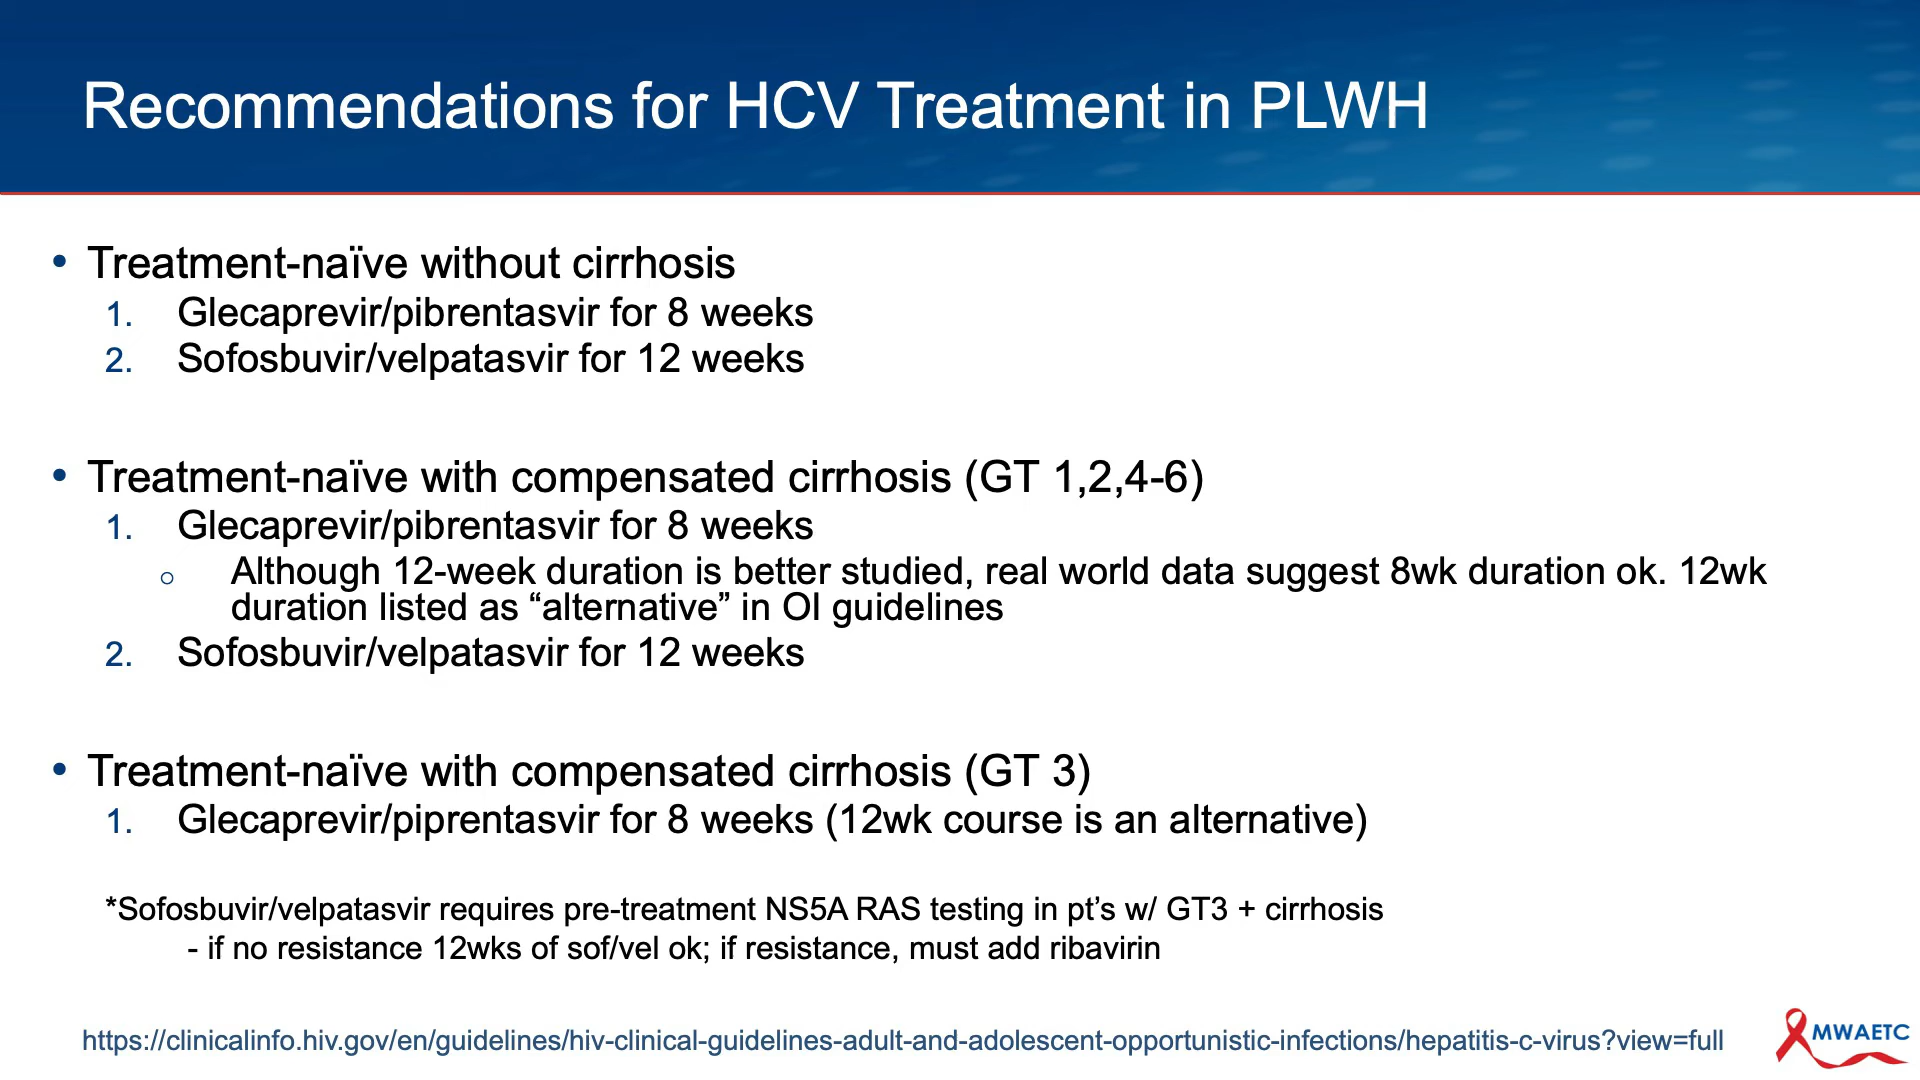 Recommendations for HCV Treatment in PLWH
• Treatment-naïve without cirrhosis
1. Glecaprevir/pibrentasvir for 8 weeks
2. Sofosbuvir/velpatasvir for 12 weeks
• Treatment-naïve with compensated cirrhosis (GT 1,2,4-6)
1. Glecaprevir/pibrentasvir for 8 weeks
○ Although 12-week duration is better studied, real world data suggest 8wk duration ok. 12wk
duration listed as “alternative” in OI guidelines
2. Sofosbuvir/velpatasvir for 12 weeks
• Treatment-naïve with compensated cirrhosis (GT 3)
1. Glecaprevir/piprentasvir for 8 weeks (12wk course is an alternative)
*Sofosbuvir/velpatasvir requires pre-treatment NS5A RAS testing in pt’s w/ GT3 + cirrhosis
- if no resistance 12wks of sof/vel ok; if resistance, must add ribavirin
https://clinicalinfo.hiv.gov/en/guidelines/hiv-clinical-guidelines-adult-and-adolescent-opportunistic-infections/hepatitis-c-virus?view=full
MWAETC